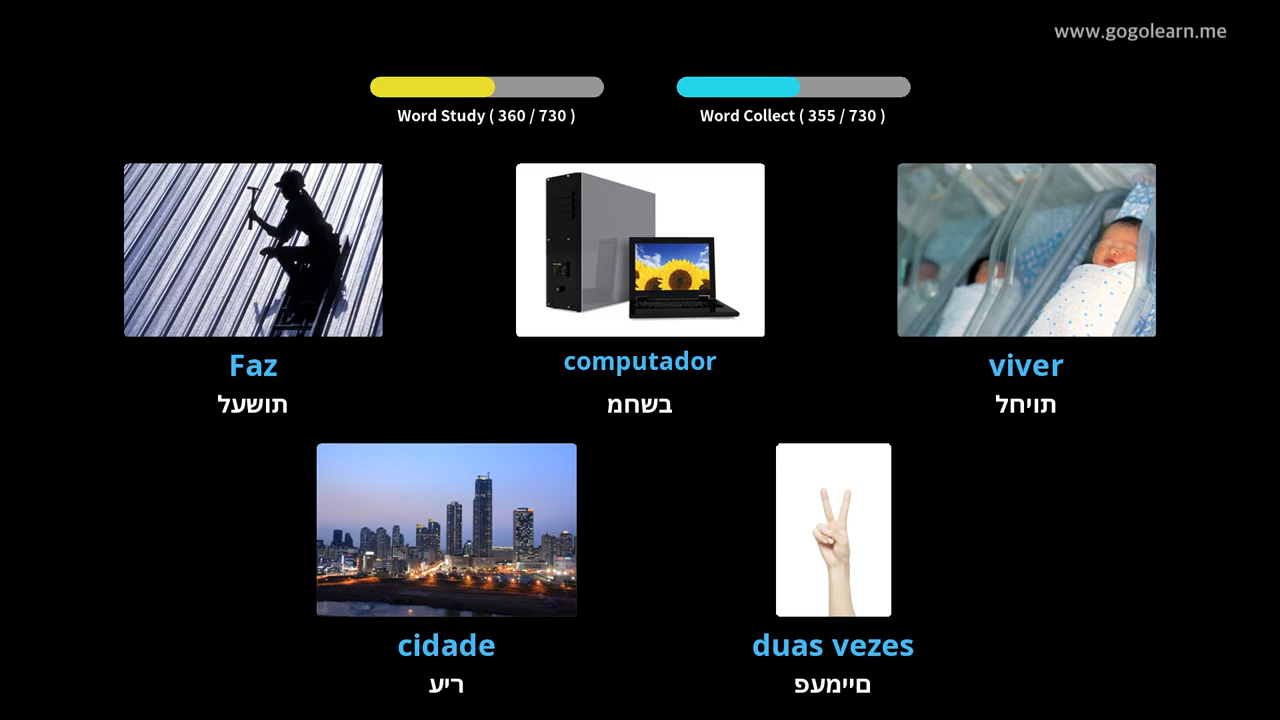 www.gogolearn.me
Word Study ( 360 / 730 )
Word Collect ( 355 / 730 )
Faz
תושעל
computador
בשחמ
viver
תויחל
cidade
ריע
duas vezes
םיימעפ